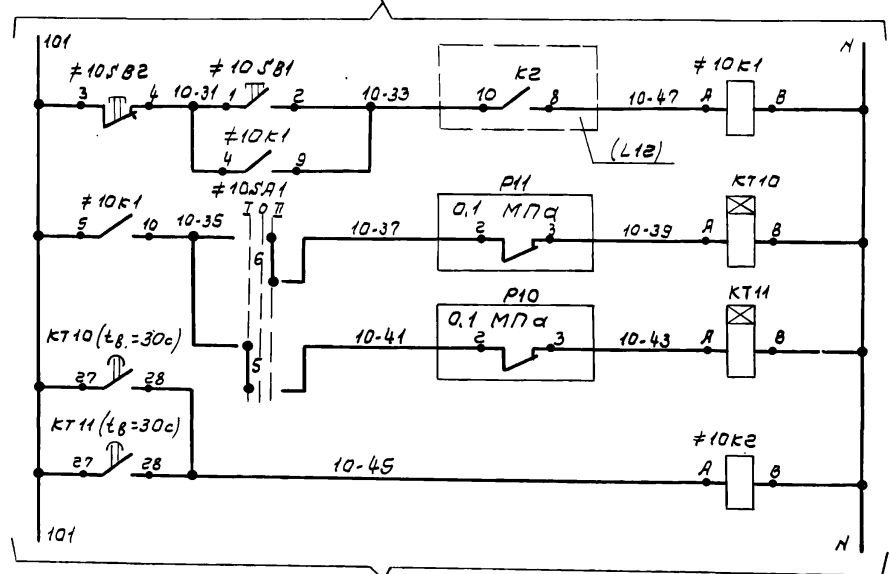 101 N
≠10SB2 ≠10SB1 K2 ≠10K1
3 4 10-31 1 2 10-33 10 8 10-47 A B
≠10K1 (L12)
4 9
≠10SA1
I O II
≠10K1 P11 KT10
0.1 МПа
5 10 10-35 6 10-37 2 3 10-39 A B
P10 KT11
0.1 МПа
5 10-41 2 3 10-43 A B
KT10 (tв.=30с)
27 28
KT11 (tв=30с)
27 28 10-45 ≠10K2
A B
101 N